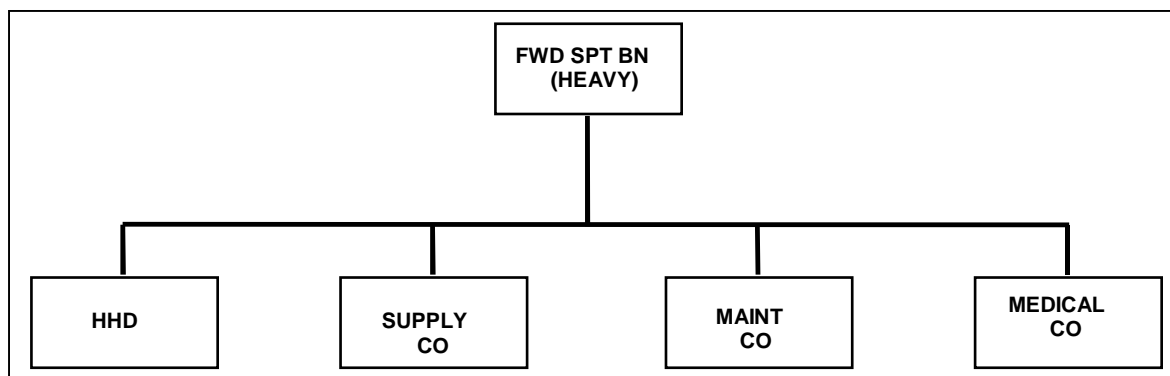 FWD SPT BN
(HEAVY)
HHD
SUPPLY
CO
MAINT
CO
MEDICAL
CO